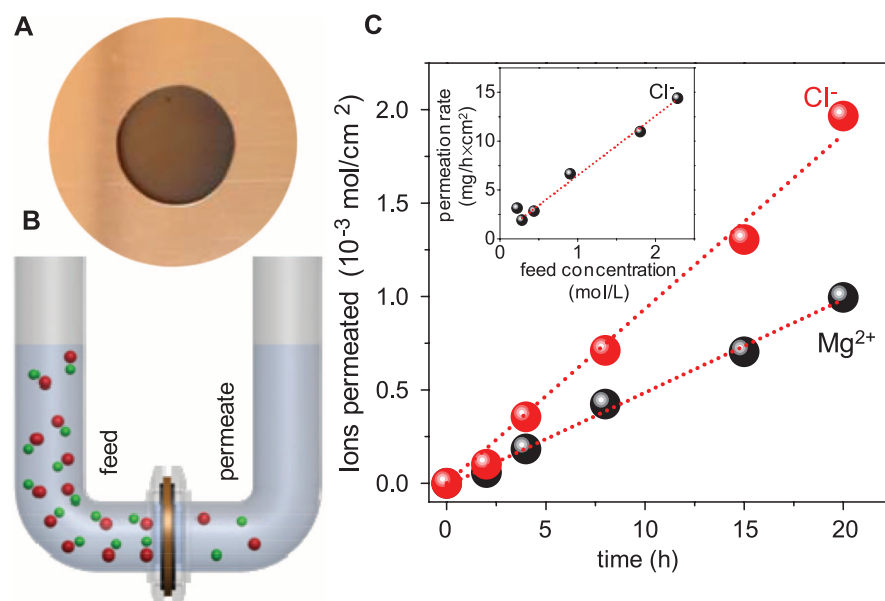 A
B
feed
permeate
C
Ions permeated (10⁻³ mol/cm ²)
2.0
1.5
1.0
0.5
0.0
0
5
10
15
20
time (h)
Cl⁻
Mg²⁺
permeation rate
(mg/h×cm²)
15
10
5
0
0
1
2
feed concentration
(mol/L)
Cl⁻